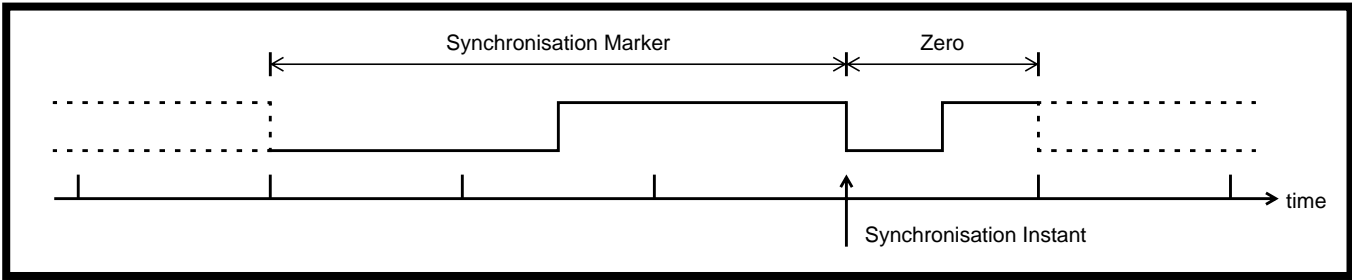 Synchronisation Marker
Zero
time
Synchronisation Instant